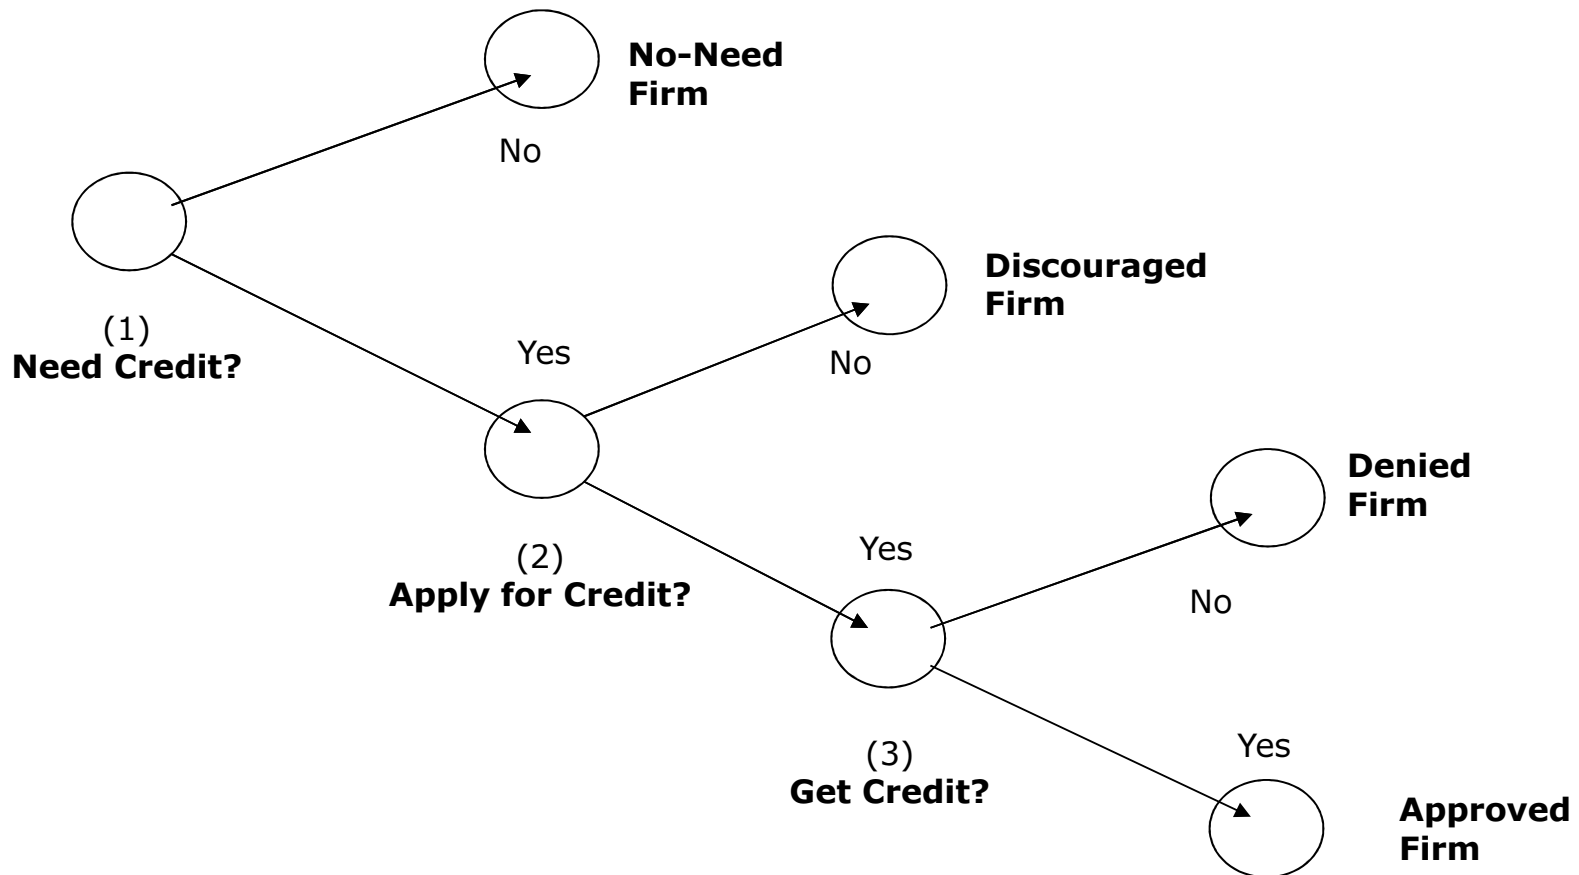 No-Need
Firm
No
Discouraged
Firm
(1)
Need Credit?
Yes
No
Denied
Firm
(2)
Apply for Credit?
Yes
No
(3)
Get Credit?
Yes
Approved
Firm